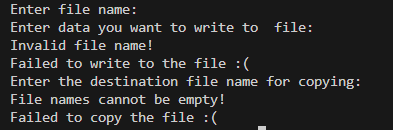 Enter file name:
Enter data you want to write to  file:
Invalid file name!
Failed to write to the file :(
Enter the destination file name for copying:
File names cannot be empty!
Failed to copy the file :(